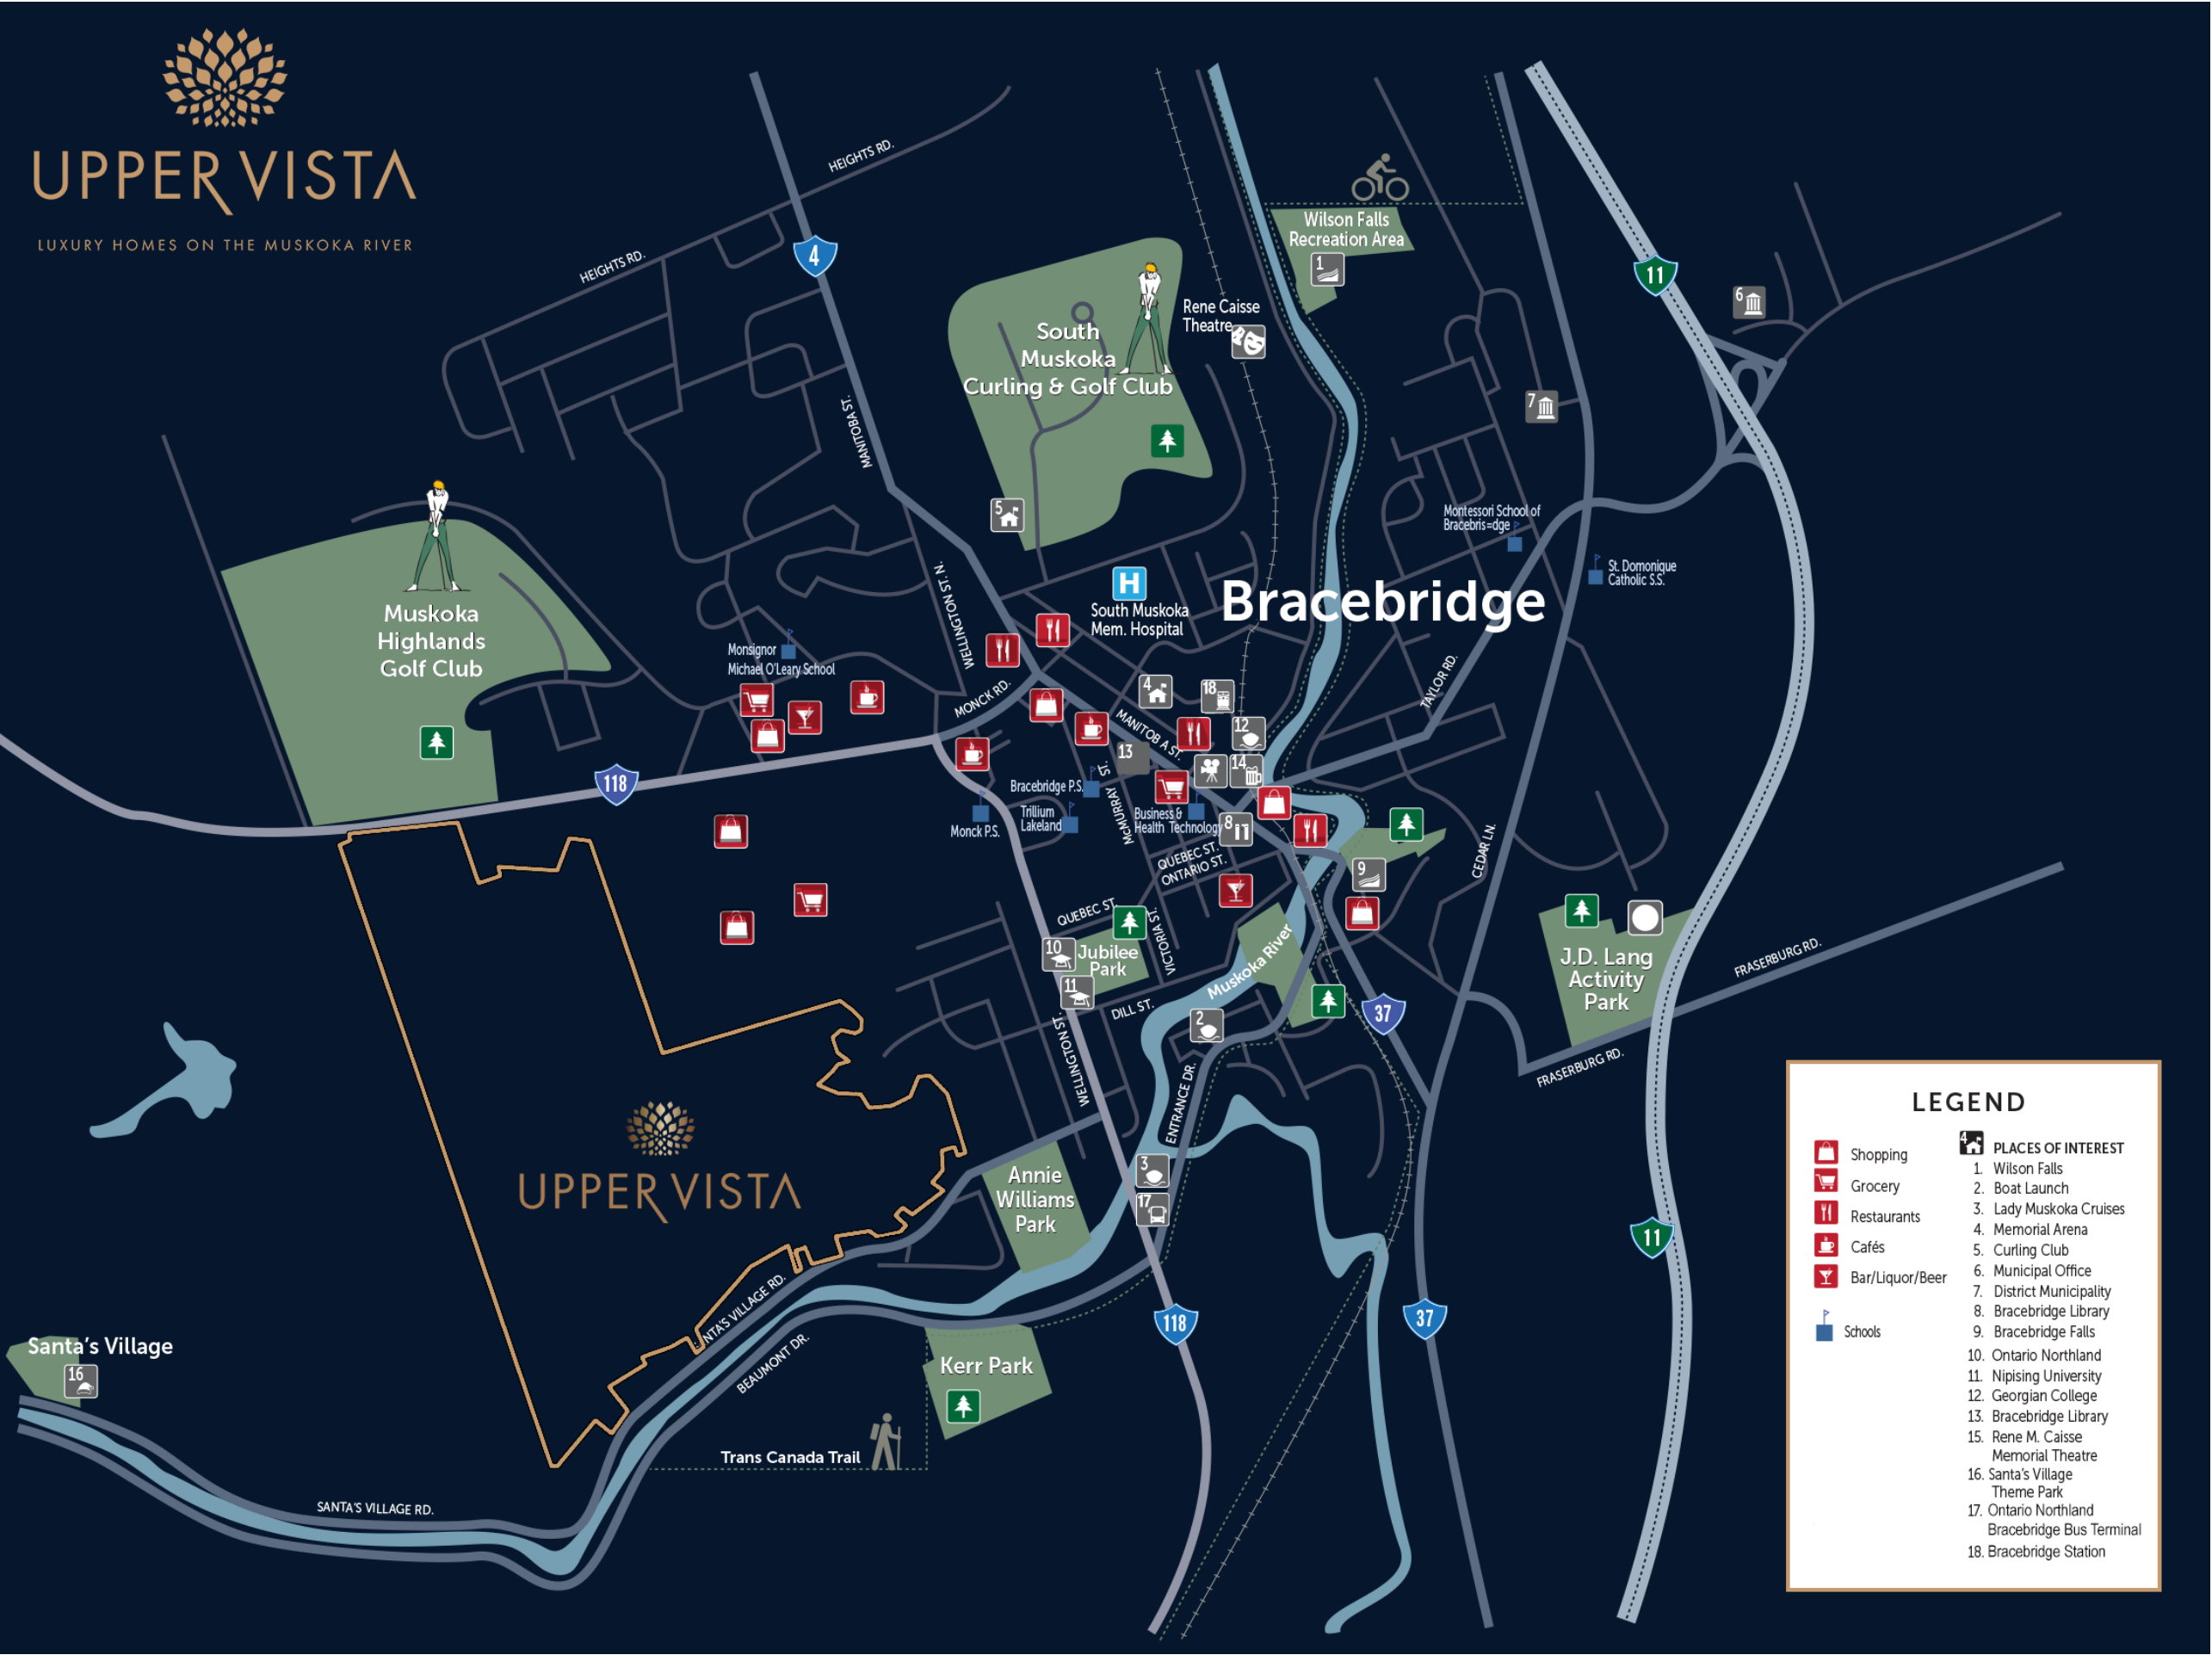 UPPER VISTA
LUXURY HOMES ON THE MUSKOKA RIVER
HEIGHTS RD.
HEIGHTS RD.
4
MANITOBA ST.
South
Muskoka
Curling & Golf Club
5
Rene Caisse
Theatre
Wilson Falls
Recreation Area
1
11
6
7
Muskoka
Highlands
Golf Club
118
Monsignor
Michael O'Leary School
WELLINGTON ST. N.
MONCK RD.
H
South Muskoka
Mem. Hospital
Bracebridge
Montessori School of
Bracebris=dge
St. Domonique
Catholic S.S.
TAYLOR RD.
4
18
12
MANITOB A ST.
13
14
Bracebridge P.S.
Trillium
Lakeland
Monck P.S.
MCMURRAY ST.
Business &
Health Technology
8
QUEBEC ST.
ONTARIO ST.
9
CEDAR LN.
QUEBEC ST.
VICTORIA ST.
10
Jubilee
Park
11
DILL ST.
Muskoka River
2
37
J.D. Lang
Activity
Park
FRASERBURG RD.
FRASERBURG RD.
WELLINGTON ST.
ENTRANCE DR.
UPPER VISTA
Annie
Williams
Park
3
17
118
37
11
NTA'S VILLAGE RD.
BEAUMONT DR.
Kerr Park
Trans Canada Trail
Santa's Village
16
SANTA'S VILLAGE RD.
LEGEND
Shopping
Grocery
Restaurants
Cafés
Bar/Liquor/Beer
Schools
4
PLACES OF INTEREST
1. Wilson Falls
2. Boat Launch
3. Lady Muskoka Cruises
4. Memorial Arena
5. Curling Club
6. Municipal Office
7. District Municipality
8. Bracebridge Library
9. Bracebridge Falls
10. Ontario Northland
11. Nipising University
12. Georgian College
13. Bracebridge Library
15. Rene M. Caisse
Memorial Theatre
16. Santa's Village
Theme Park
17. Ontario Northland
Bracebridge Bus Terminal
18. Bracebridge Station